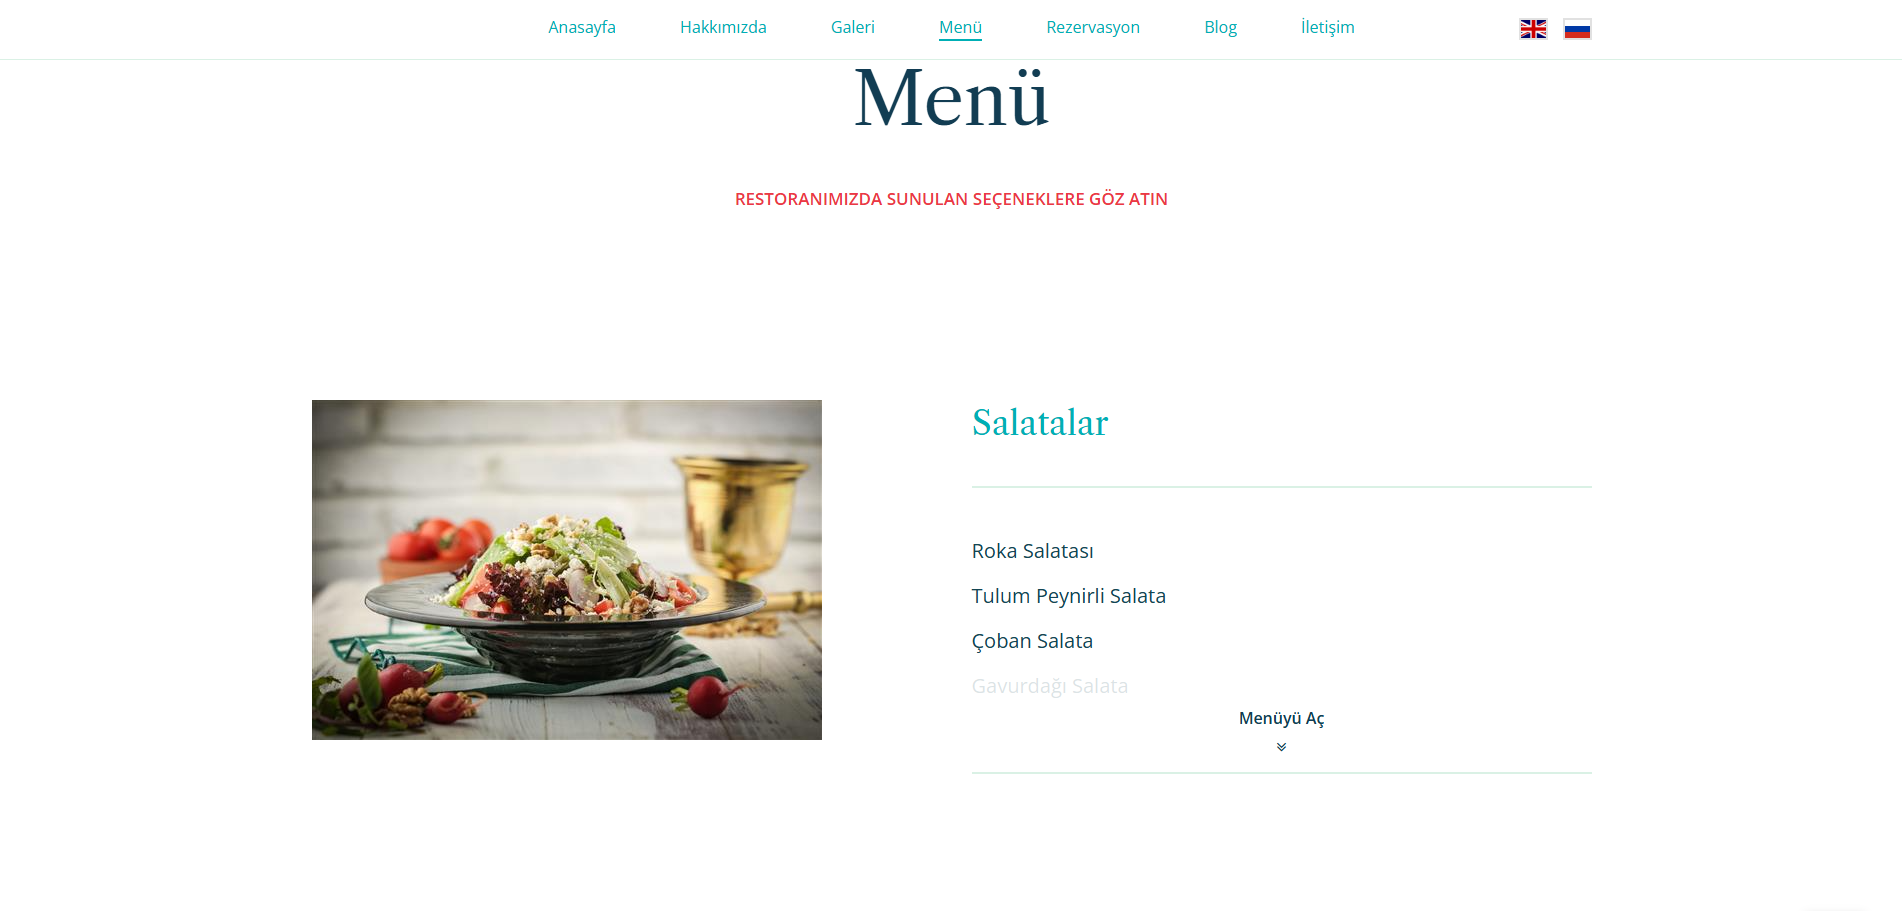 Anasayfa Hakkımızda Galeri Menü Rezervasyon Blog İletişim
Menü
RESTORANIMIZDA SUNULAN SEÇENEKLERE GÖZ ATIN
Salatalar
Roka Salatası
Tulum Peynirli Salata
Çoban Salata
Gavurdağı Salata
Menüyü Aç